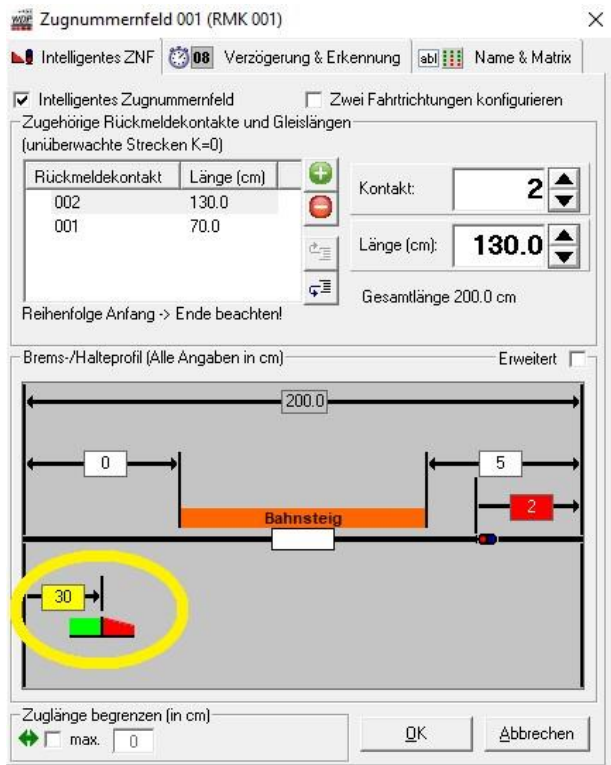 Zugnummernfeld 001 (RMK 001)
Intelligentes ZNF
08
Verzögerung & Erkennung
abl
Name & Matrix
Intelligentes Zugnummernfeld
Zwei Fahrtrichtungen konfigurieren
Zugehörige Rückmeldekontakte und Gleislängen
(unüberwachte Strecken K=0)
Rückmeldekontakt Länge (cm)
002 130.0
001 70.0
Kontakt: 2
Länge (cm): 130.0
Gesamtlänge 200.0 cm
Reihenfolge Anfang -> Ende beachten!
Brems-/Halteprofil (Alle Angaben in cm)
Erweitert
200.0
0
5
2
Bahnsteig
30
Zuglänge begrenzen (in cm)
max. 0
OK
Abbrechen